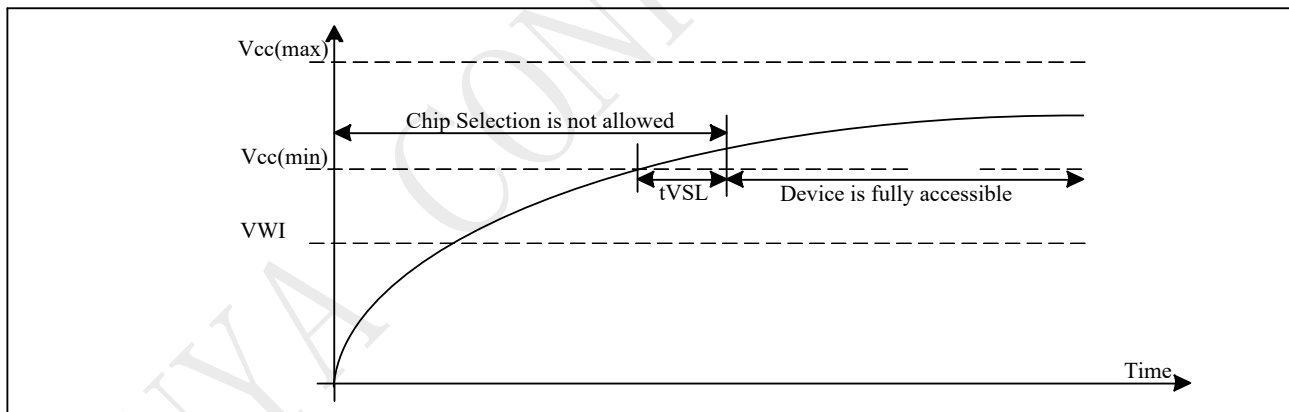 Vcc(max)
Chip Selection is not allowed
Vcc(min)
tVSL
Device is fully accessible
VWI
Time